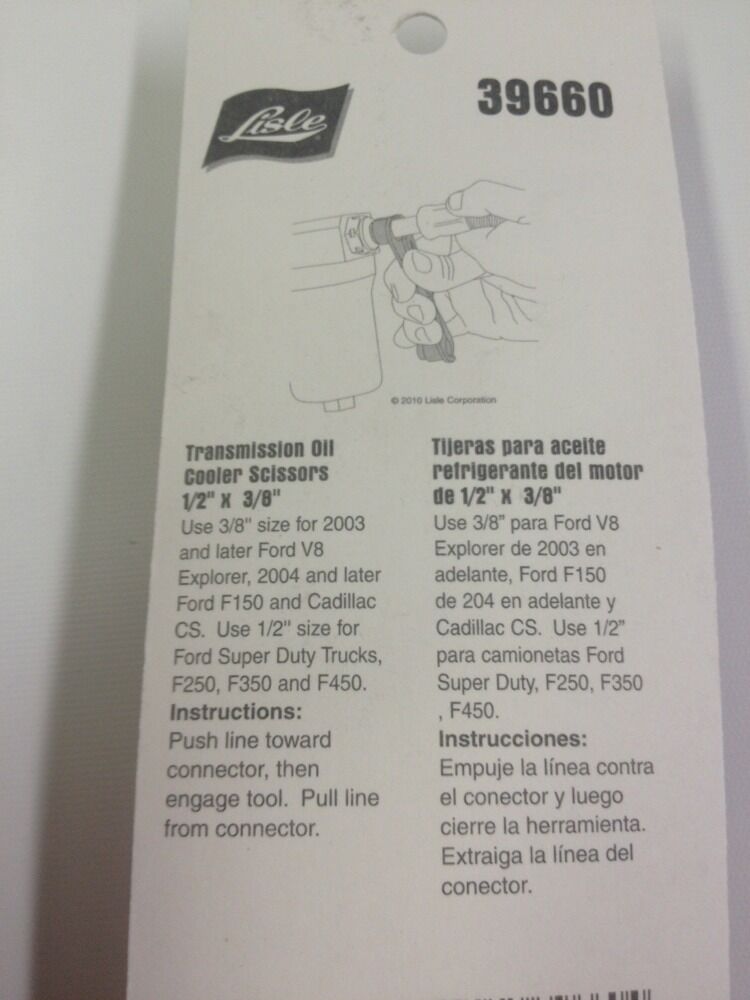 Lisle
39660
© 2010 Lisle Corporation
Transmission Oil
Cooler Scissors
1/2" X 3/8"
Use 3/8" size for 2003
and later Ford V8
Explorer, 2004 and later
Ford F150 and Cadillac
CS. Use 1/2" size for
Ford Super Duty Trucks,
F250, F350 and F450.
Instructions:
Push line toward
connector, then
engage tool. Pull line
from connector.
Tijeras para aceite
refrigerante del motor
de 1/2" X 3/8"
Use 3/8” para Ford V8
Explorer de 2003 en
adelante, Ford F150
de 204 en adelante y
Cadillac CS. Use 1/2”
para camionetas Ford
Super Duty, F250, F350
, F450.
Instrucciones:
Empuje la línea contra
el conector y luego
cierre la herramienta.
Extraiga la línea del
conector.